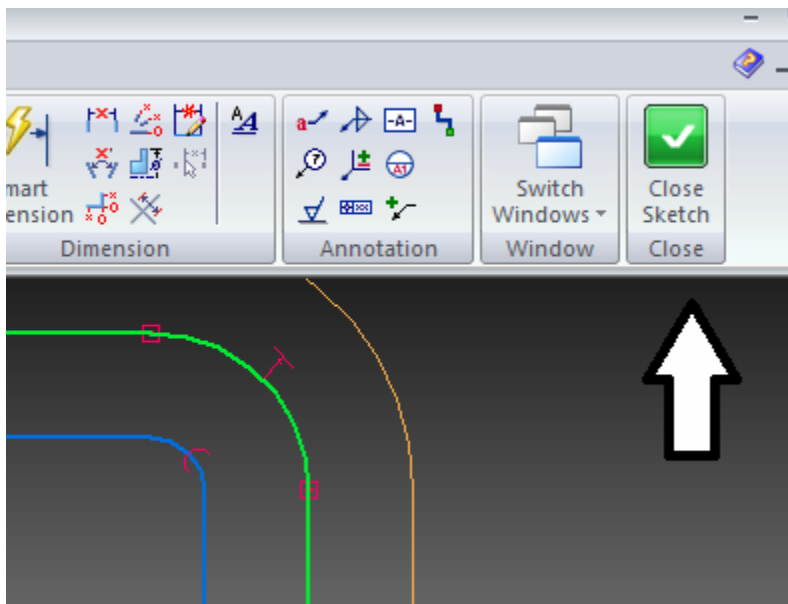 mart
ension
Dimension
Annotation
Switch
Windows
Window
Close
Sketch
Close